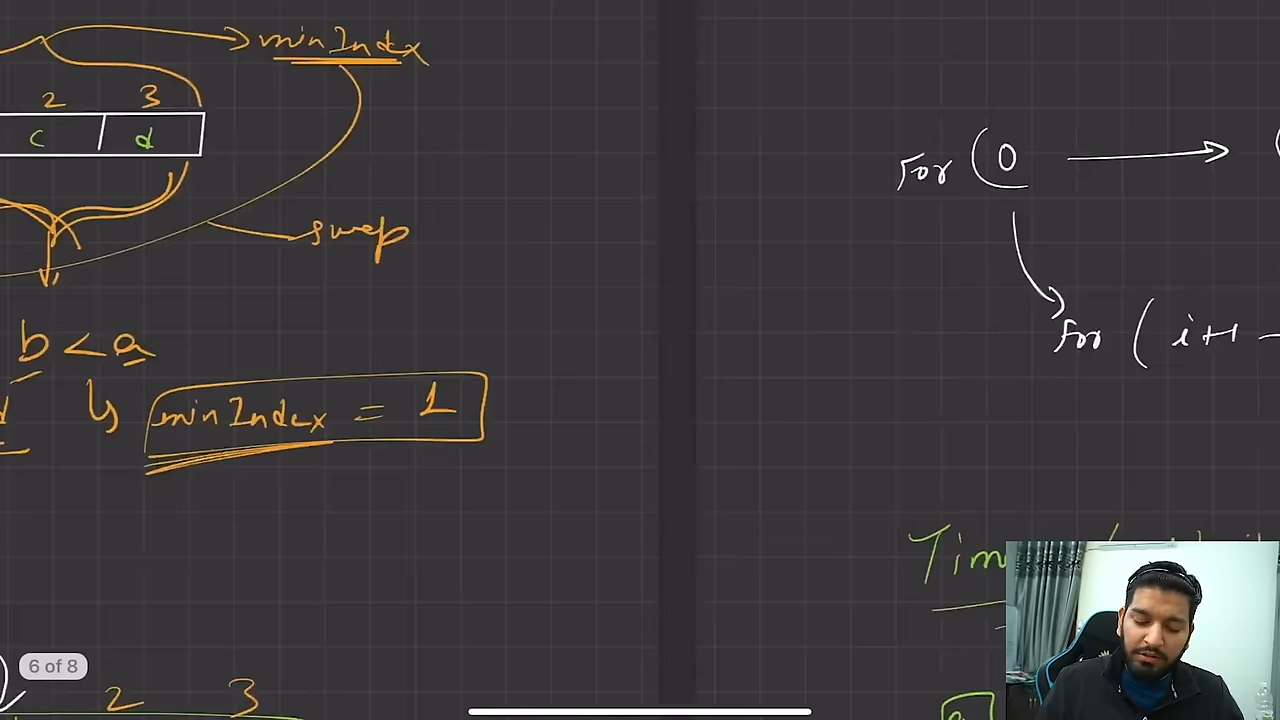 minIndex
2 3
c d
swap
b < a
minIndex = 1
2 3
6 of 8
For ( 0
for ( i+1 -
Tim